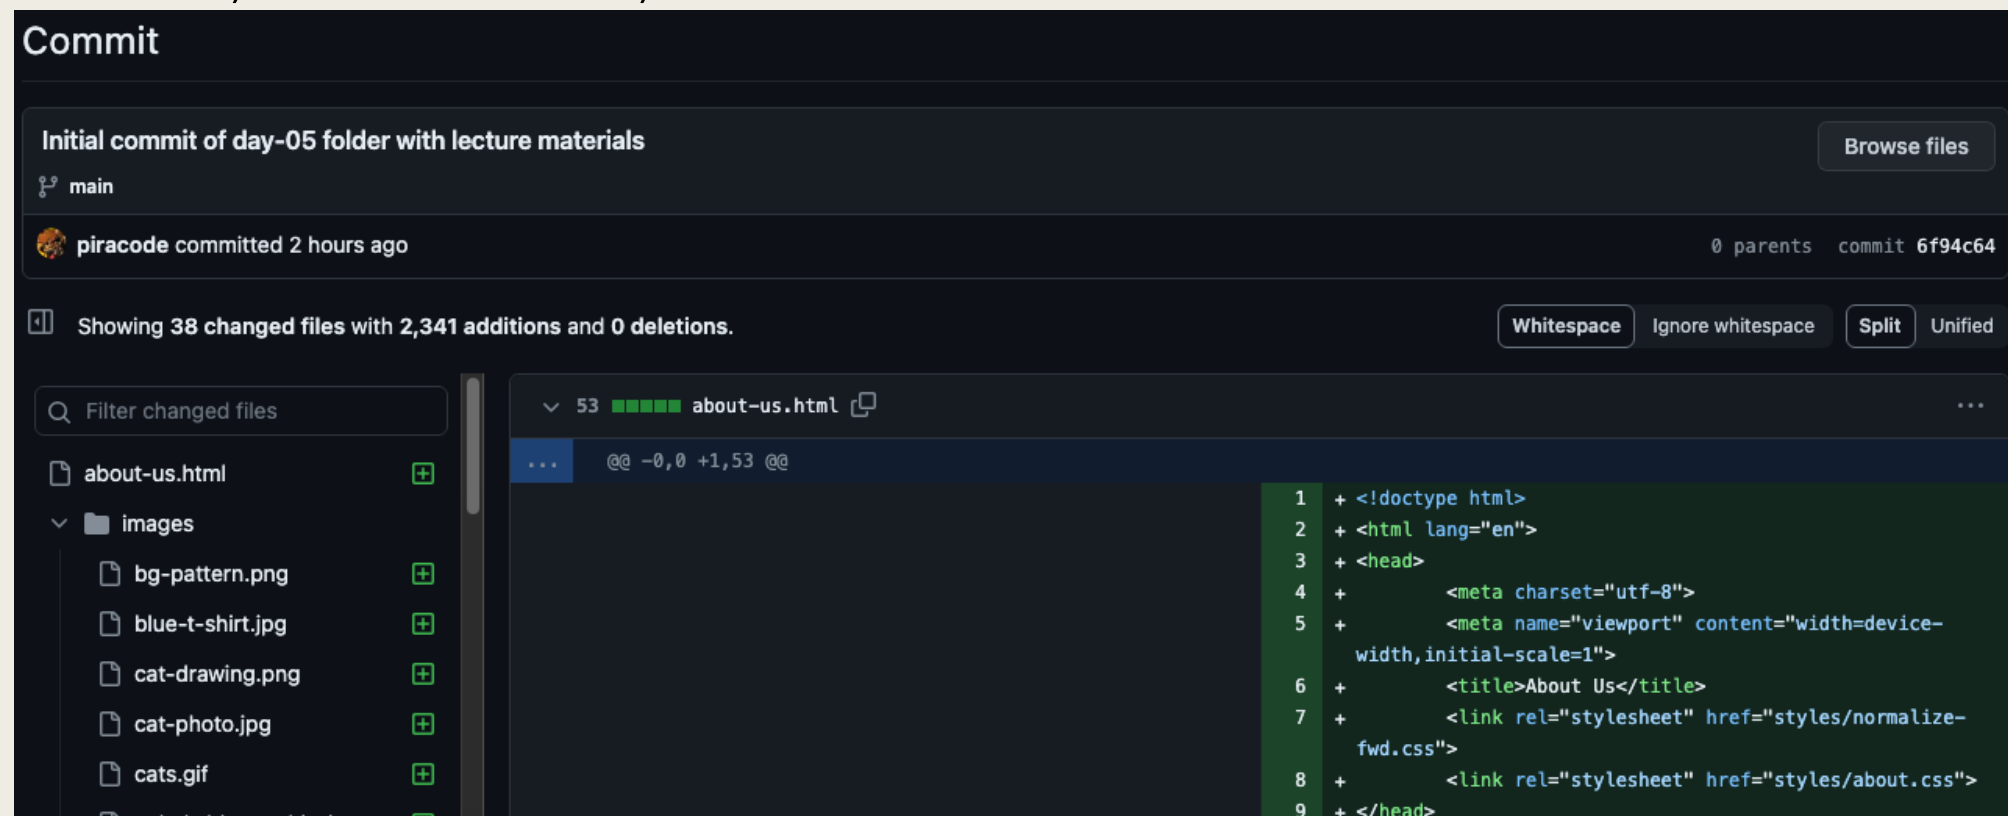 Commit
Initial commit of day-05 folder with lecture materials
Browse files
main
piracode committed 2 hours ago
0 parents commit 6f94c64
Showing 38 changed files with 2,341 additions and 0 deletions.
Whitespace Ignore whitespace Split Unified
Filter changed files
about-us.html
images
bg-pattern.png
blue-t-shirt.jpg
cat-drawing.png
cat-photo.jpg
cats.gif
53 about-us.html
... @@ -0,0 +1,53 @@
1 + <!doctype html>
2 + <html lang="en">
3 + <head>
4 + <meta charset="utf-8">
5 + <meta name="viewport" content="width=device-
width,initial-scale=1">
6 + <title>About Us</title>
7 + <link rel="stylesheet" href="styles/normalize-
fwd.css">
8 + <link rel="stylesheet" href="styles/about.css">
9 + </head>